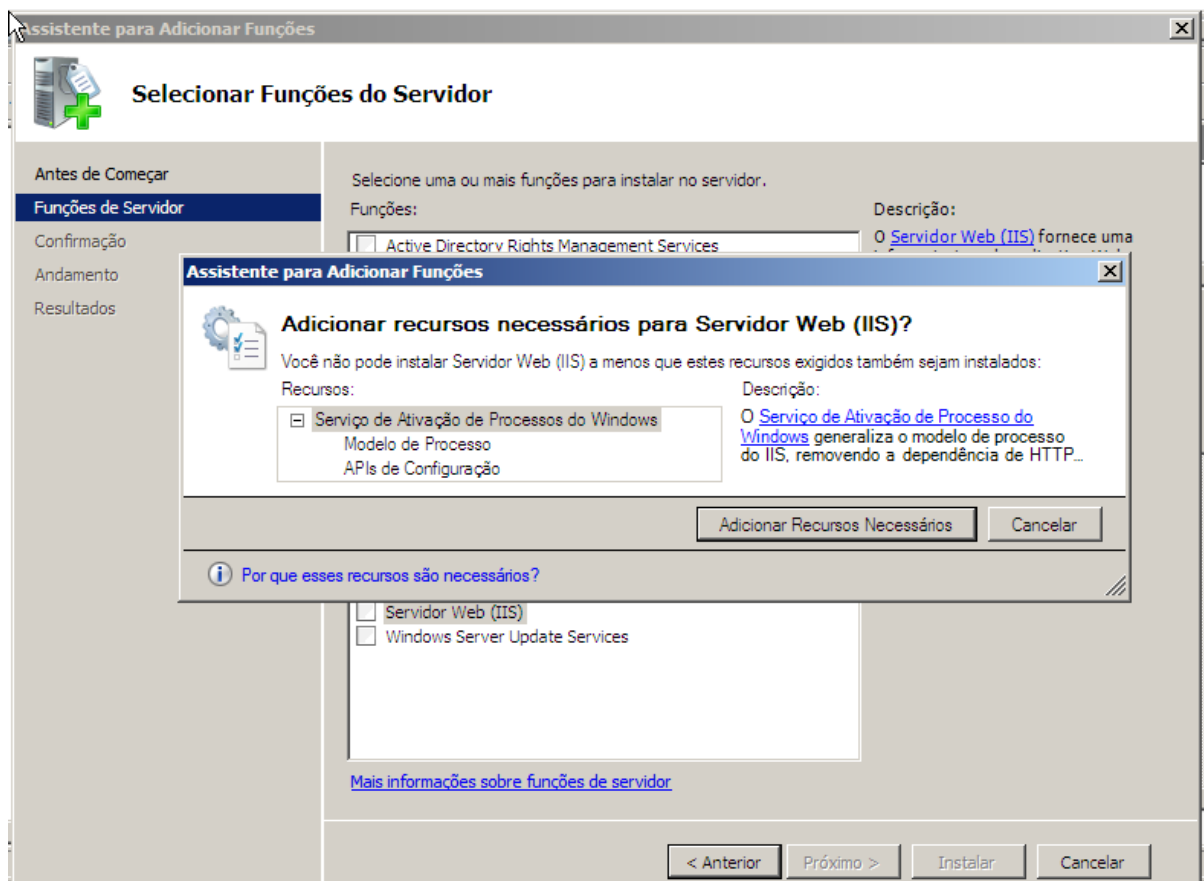 Assistente para Adicionar Funções
Selecionar Funções do Servidor
Antes de Começar
Funções de Servidor
Confirmação
Andamento
Resultados
Selecione uma ou mais funções para instalar no servidor.
Funções:
Active Directory Rights Management Services
Descrição:
O Servidor Web (IIS) fornece uma
Assistente para Adicionar Funções
Adicionar recursos necessários para Servidor Web (IIS)?
Você não pode instalar Servidor Web (IIS) a menos que estes recursos exigidos também sejam instalados:
Recursos:
Serviço de Ativação de Processos do Windows
Modelo de Processo
APIs de Configuração
Descrição:
O Serviço de Ativação de Processo do
Windows generaliza o modelo de processo
do IIS, removendo a dependência de HTTP...
Adicionar Recursos Necessários
Cancelar
Por que esses recursos são necessários?
Servidor Web (IIS)
Windows Server Update Services
Mais informações sobre funções de servidor
< Anterior
Próximo >
Instalar
Cancelar